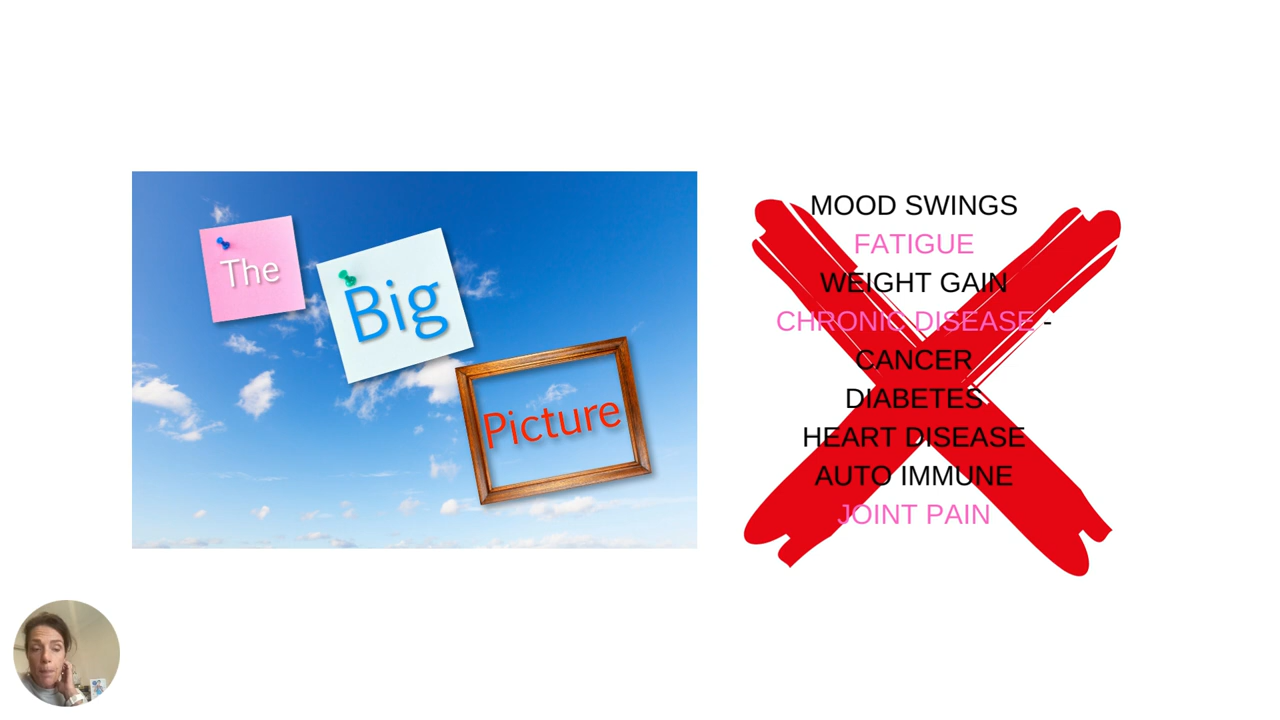 The
Big
Picture
MOOD SWINGS
FATIGUE
WEIGHT GAIN
CHRONIC DISEASE -
CANCER
DIABETES
HEART DISEASE
AUTO IMMUNE
JOINT PAIN